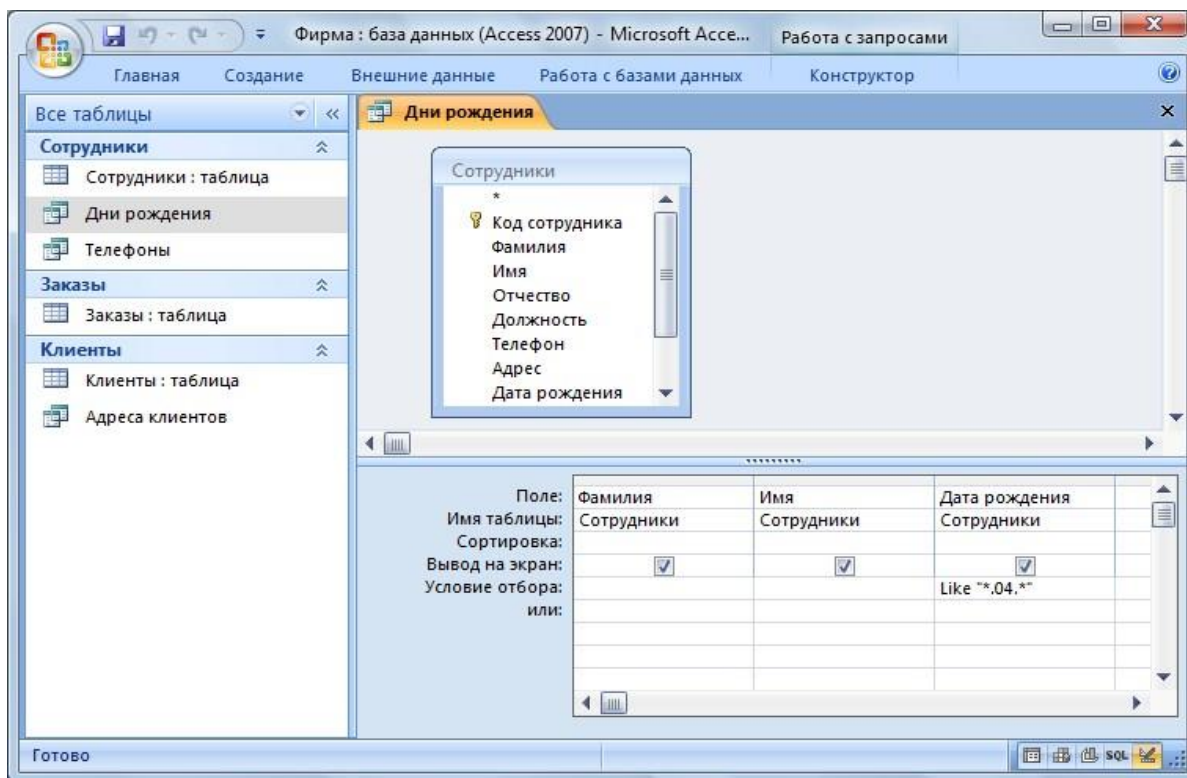 Фирма : база данных (Access 2007) - Microsoft Acce...
Работа с запросами
Главная Создание Внешние данные Работа с базами данных Конструктор
Все таблицы
Сотрудники
Сотрудники : таблица
Дни рождения
Телефоны
Заказы
Заказы : таблица
Клиенты
Клиенты : таблица
Адреса клиентов
Дни рождения
Сотрудники
*
Код сотрудника
Фамилия
Имя
Отчество
Должность
Телефон
Адрес
Дата рождения
Поле: Фамилия Имя Дата рождения
Имя таблицы: Сотрудники Сотрудники Сотрудники
Сортировка:
Вывод на экран:
Условие отбора: Like "*.04.*"
или:
Готово
SQL